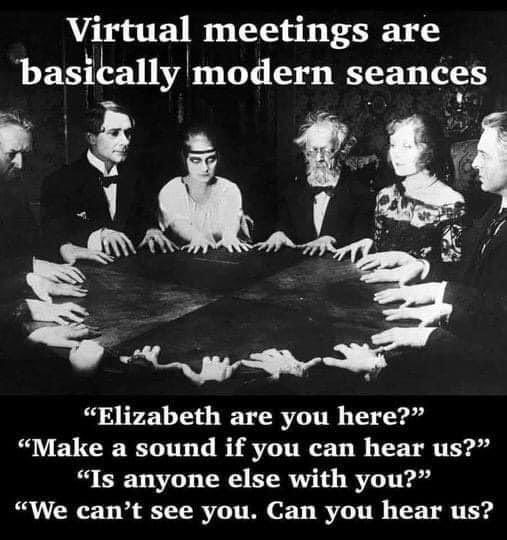 Virtual meetings are
basically modern seances
“Elizabeth are you here?”
“Make a sound if you can hear us?”
“Is anyone else with you?”
“We can’t see you. Can you hear us?